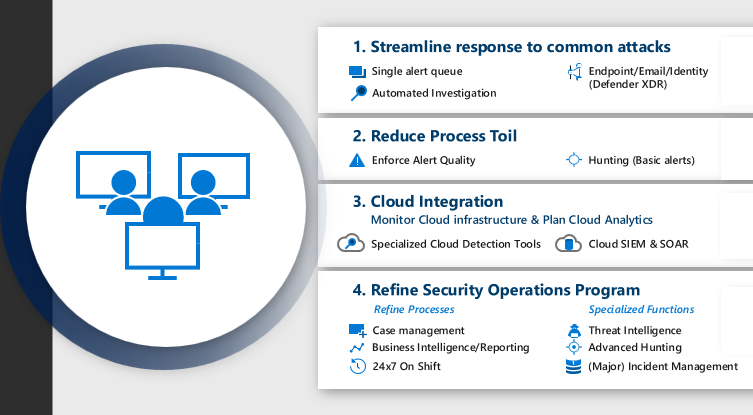 1. Streamline response to common attacks
Single alert queue
Endpoint/Email/Identity
(Defender XDR)
Automated Investigation
2. Reduce Process Toil
Enforce Alert Quality
Hunting (Basic alerts)
3. Cloud Integration
Monitor Cloud infrastructure & Plan Cloud Analytics
Specialized Cloud Detection Tools
Cloud SIEM & SOAR
4. Refine Security Operations Program
Refine Processes
Specialized Functions
Case management
Threat Intelligence
Business Intelligence/Reporting
Advanced Hunting
24x7 On Shift
(Major) Incident Management